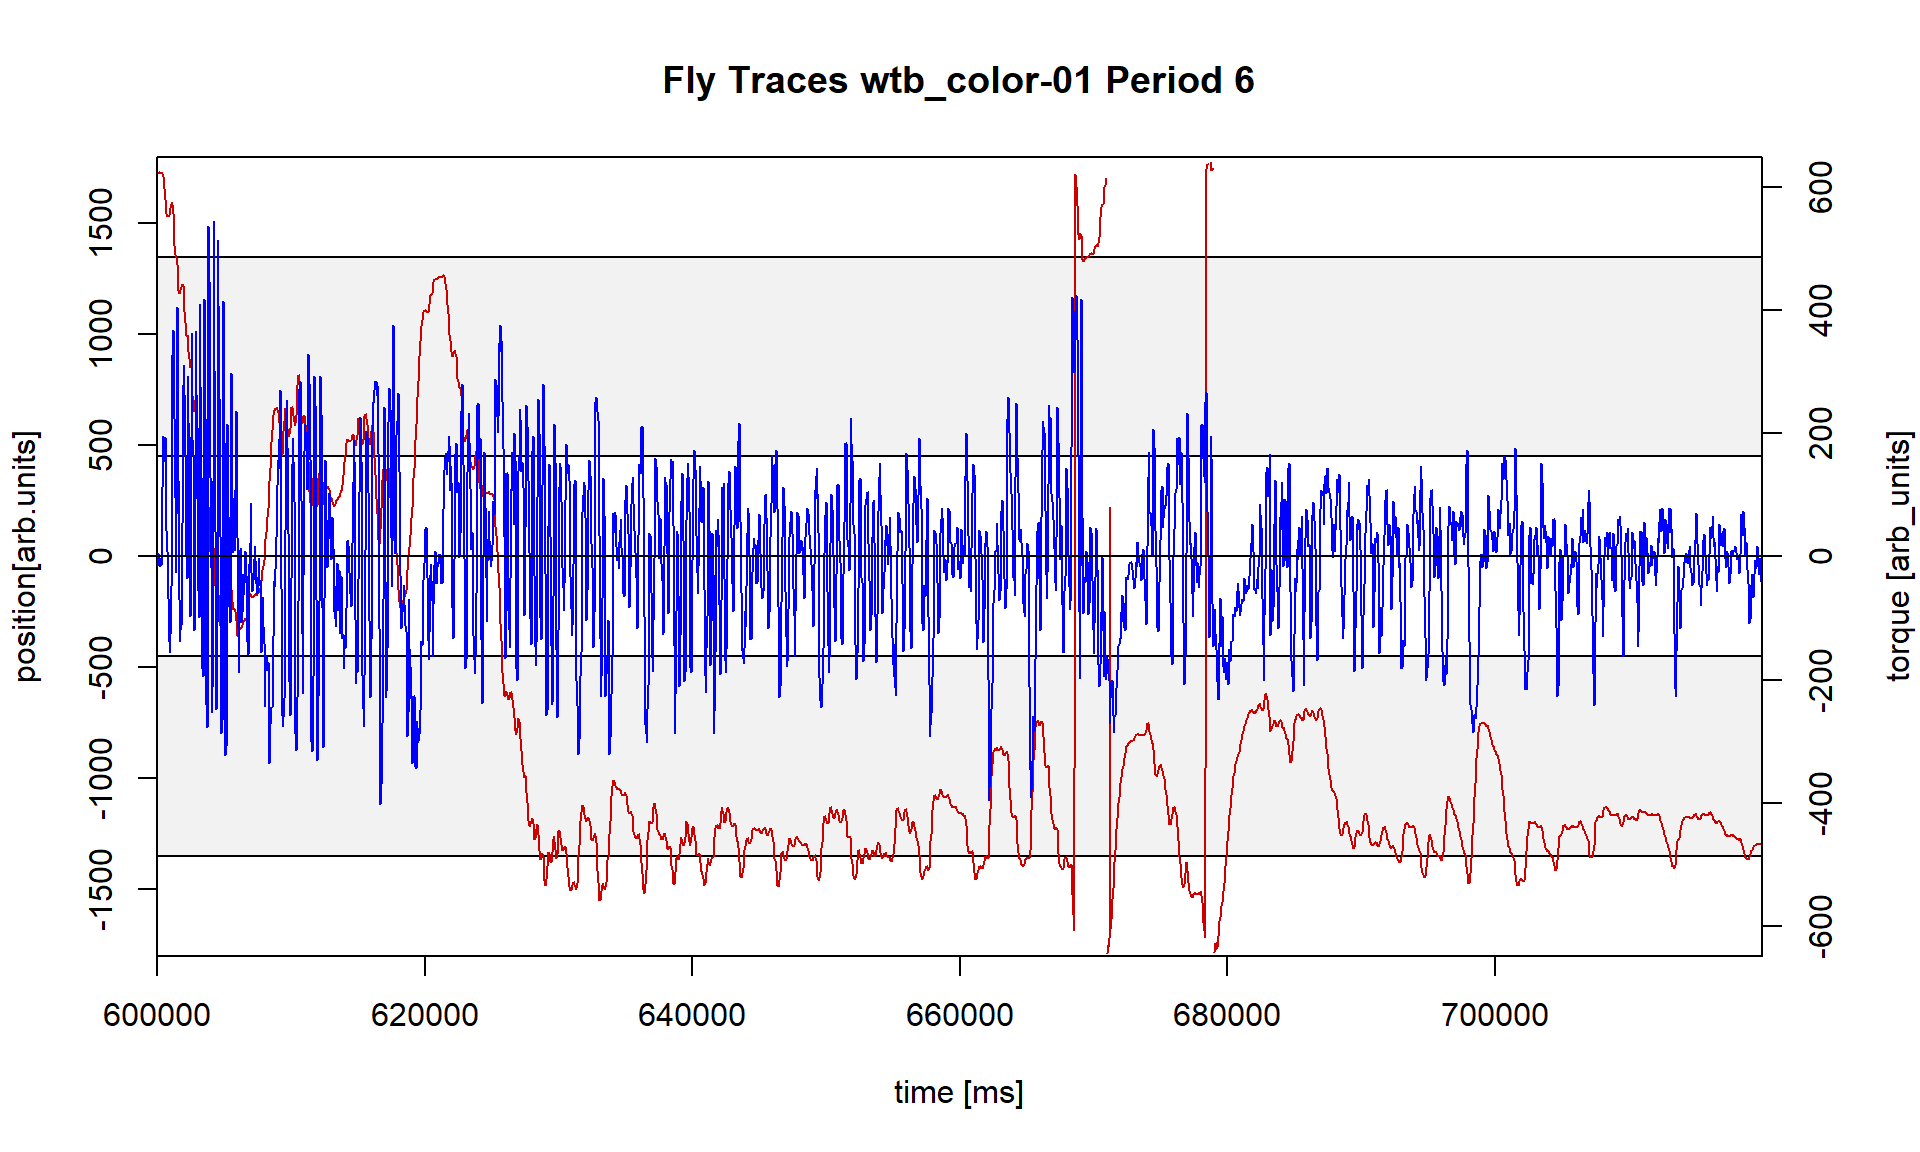 Fly Traces wtb_color-01 Period 6
position[arb.units]
1500
1000
500
0
-500
-1000
-1500
600
400
200
0
-200
-400
-600
torque [arb_units]
600000 620000 640000 660000 680000 700000
time [ms]